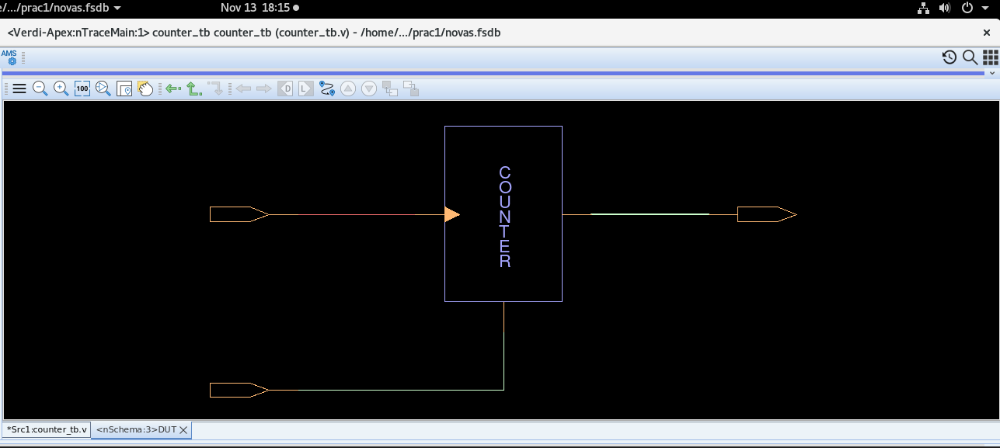 e/.../prac1/novas.fsdb
Nov 13 18:15
<Verdi-Apex:nTraceMain:1> counter_tb counter_tb (counter_tb.v) - /home/.../prac1/novas.fsdb
AMS
100
D
L
COUNTER
*Src1:counter_tb.v
<nSchema:3>DUT